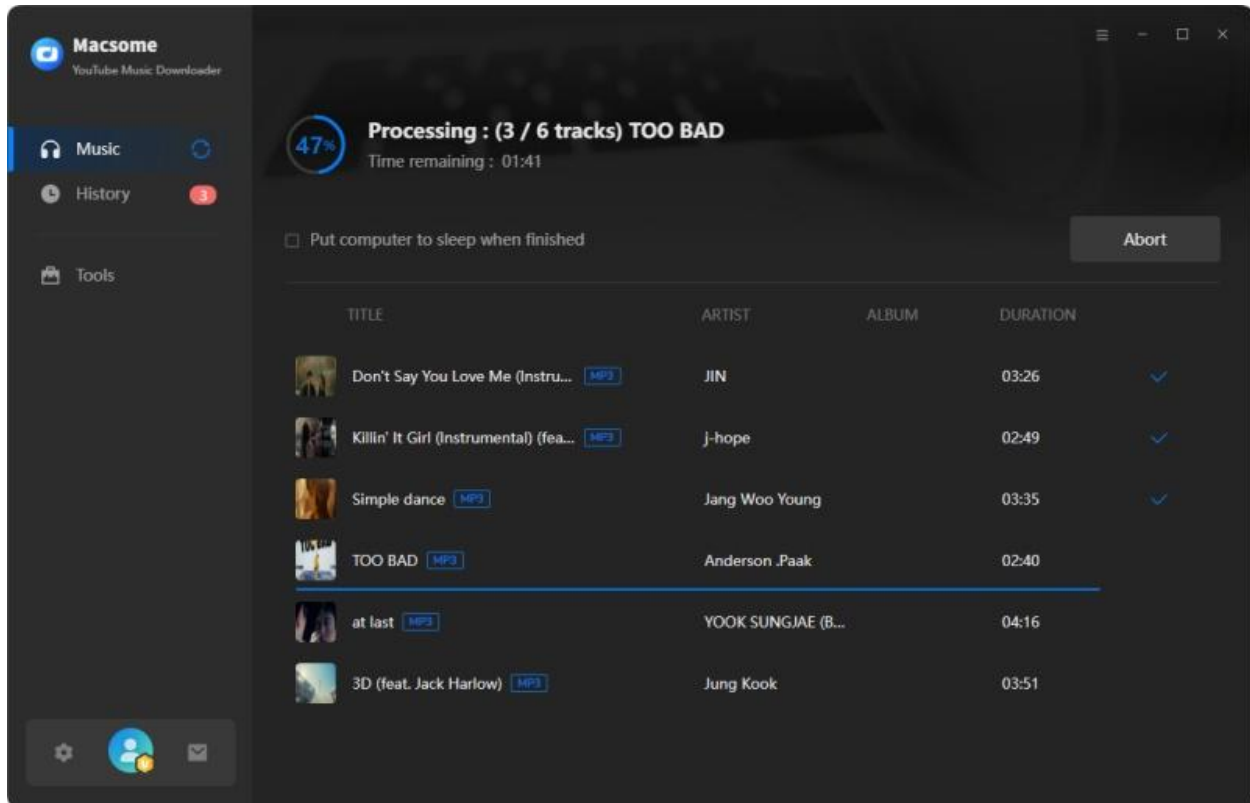 Macsome
YouTube Music Downloader
Music
History 3
Tools
47%
Processing : (3 / 6 tracks) TOO BAD
Time remaining : 01:41
Put computer to sleep when finished
Abort
TITLE ARTIST ALBUM DURATION
Don't Say You Love Me (Instru... MP3 JIN 03:26
Killin' It Girl (Instrumental) (fea... MP3 j-hope 02:49
Simple dance MP3 Jang Woo Young 03:35
TOO BAD MP3 Anderson .Paak 02:40
at last MP3 YOOK SUNGJAE (B... 04:16
3D (feat. Jack Harlow) MP3 Jung Kook 03:51